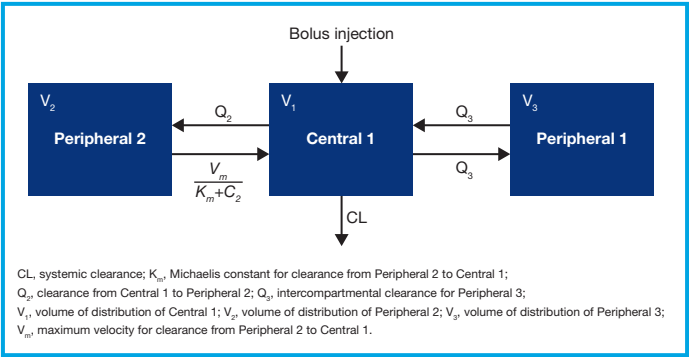 Bolus injection
V2
Q2
V1
Q3
V3
Peripheral 2
Central 1
Peripheral 1
Vm
Km+C2
Q3
CL
CL, systemic clearance; Km, Michaelis constant for clearance from Peripheral 2 to Central 1;
Q2, clearance from Central 1 to Peripheral 2; Q3, intercompartmental clearance for Peripheral 3;
V1, volume of distribution of Central 1; V2, volume of distribution of Peripheral 2; V3, volume of distribution of Peripheral 3;
Vm, maximum velocity for clearance from Peripheral 2 to Central 1.